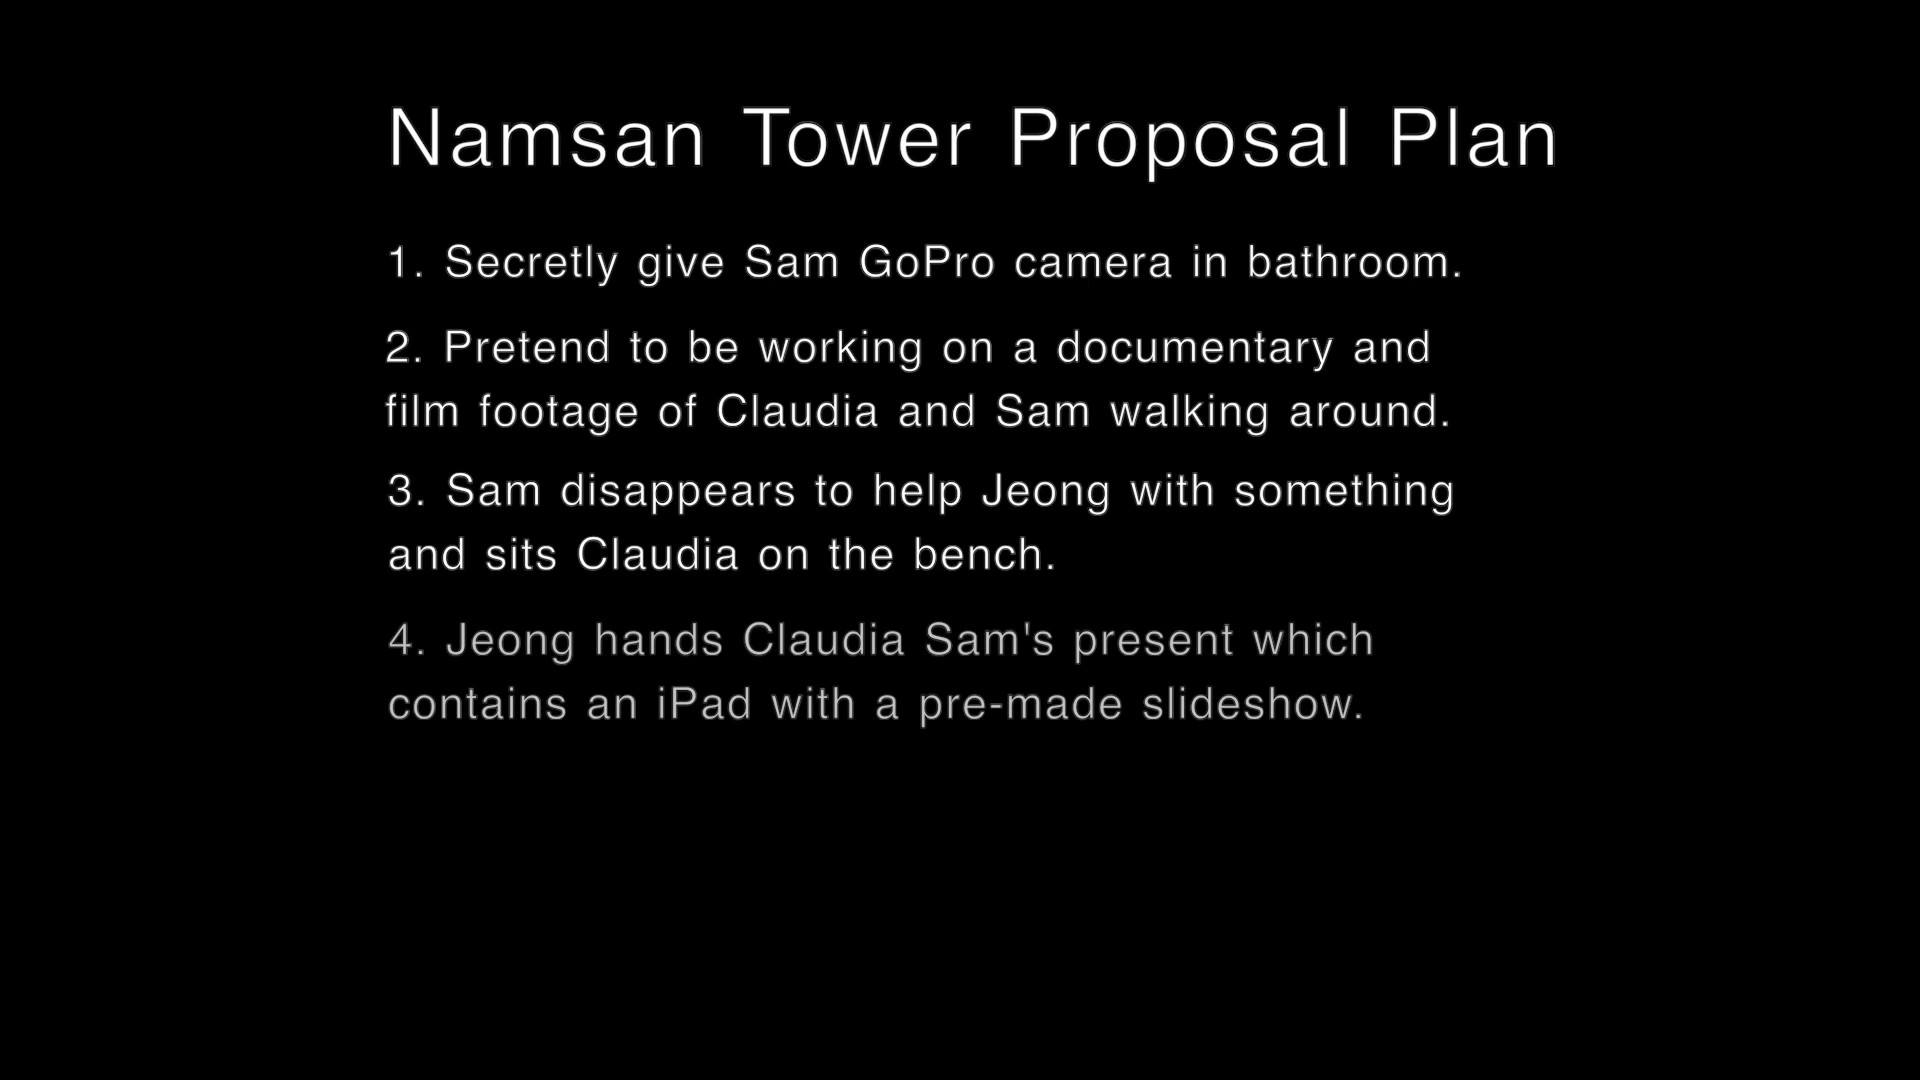 Namsan Tower Proposal Plan
1. Secretly give Sam GoPro camera in bathroom.
2. Pretend to be working on a documentary and
film footage of Claudia and Sam walking around.
3. Sam disappears to help Jeong with something
and sits Claudia on the bench.
4. Jeong hands Claudia Sam's present which
contains an iPad with a pre-made slideshow.